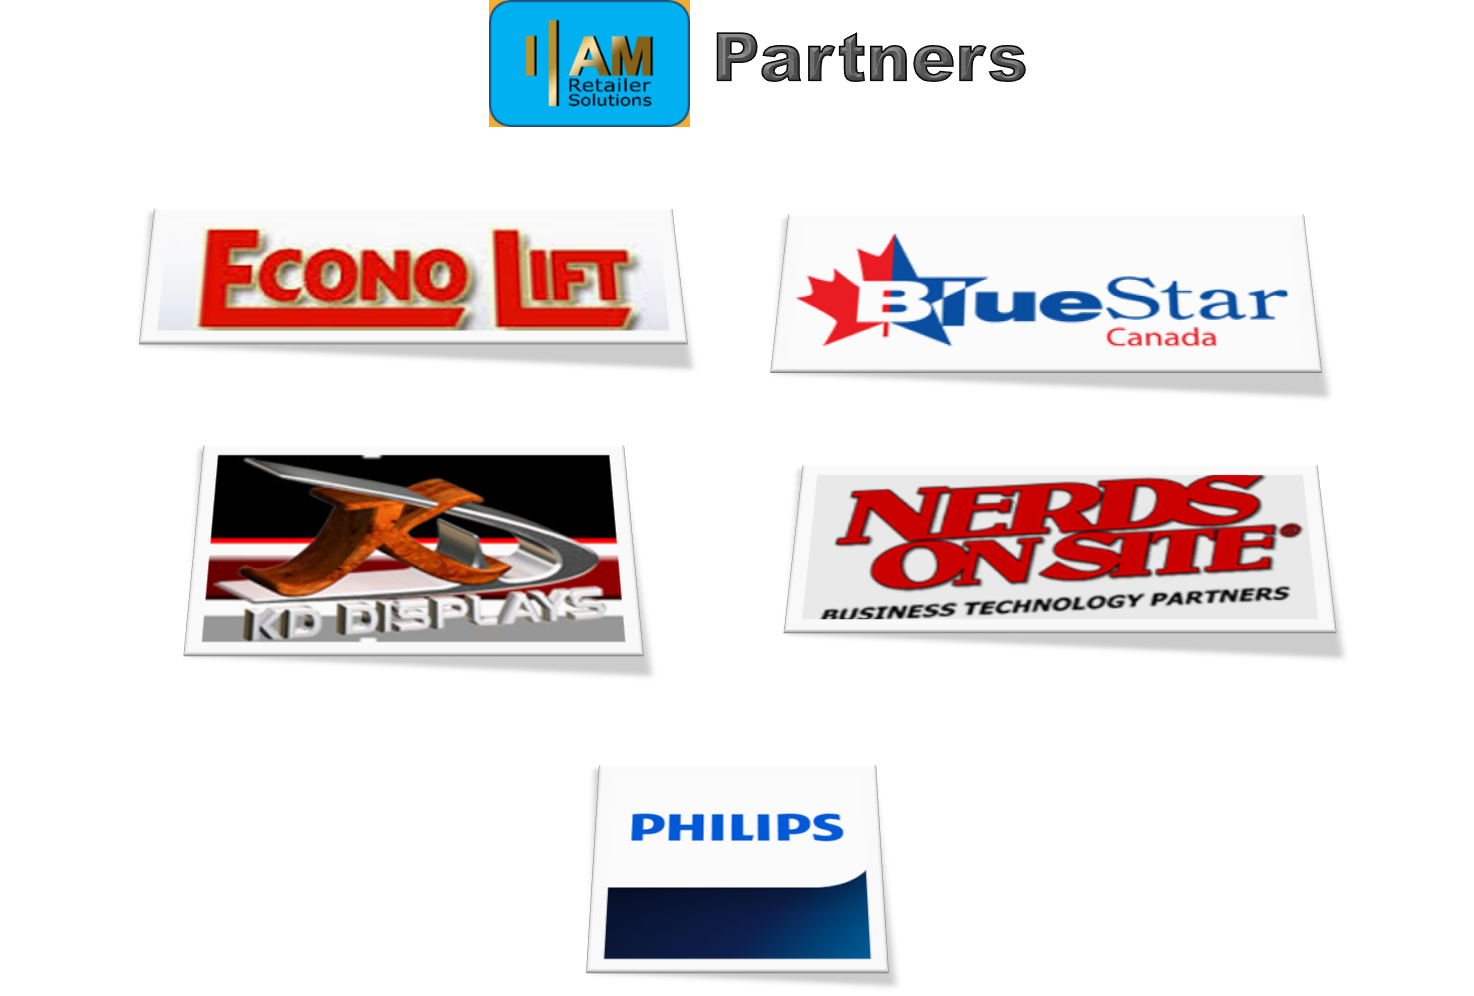 I AM
Retailer
Solutions
Partners
ECONO LIFT
BlueStar
Canada
KD DISPLAYS
NERDS
ON SITE®
BUSINESS TECHNOLOGY PARTNERS
PHILIPS